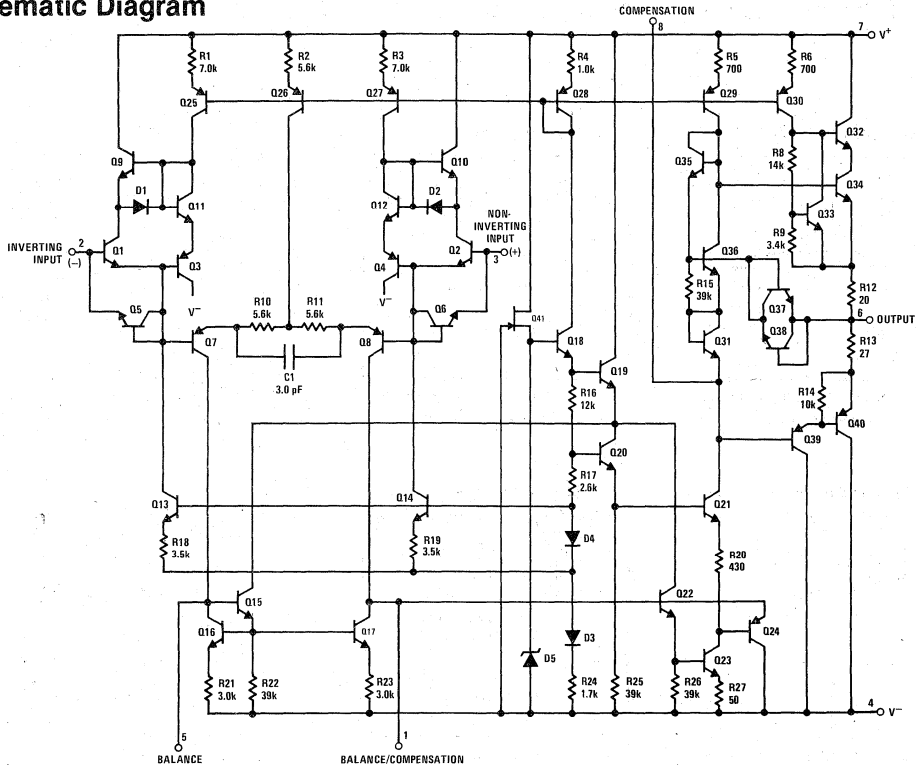 ematic Diagram
COMPENSATION
8
7
V+
R1
7.0k
R2
5.6k
R3
7.0k
R4
1.0k
R5
700
R6
700
Q25
Q26
Q27
Q28
Q29
Q30
Q32
Q9
Q10
Q35
R8
14k
D1
D2
Q11
Q12
Q34
Q33
INVERTING
INPUT
2
(–)
Q1
Q3
Q4
Q2
NON-
INVERTING
INPUT
3
(+)
Q36
R9
3.4k
V–
V–
R15
39k
R12
20
Q5
R10
5.6k
R11
5.6k
Q6
Q41
Q37
Q38
6
OUTPUT
Q7
Q8
Q18
Q31
R13
27
C1
3.0 pF
Q19
R16
12k
R14
10k
Q39
Q40
Q20
R17
2.6k
Q13
Q14
Q21
R18
3.5k
R19
3.5k
D4
R20
430
Q15
Q22
Q16
Q17
Q24
D3
D5
Q23
R21
3.0k
R22
39k
R23
3.0k
R24
1.7k
R25
39k
R26
39k
R27
50
4
V–
5
BALANCE
1
BALANCE/COMPENSATION